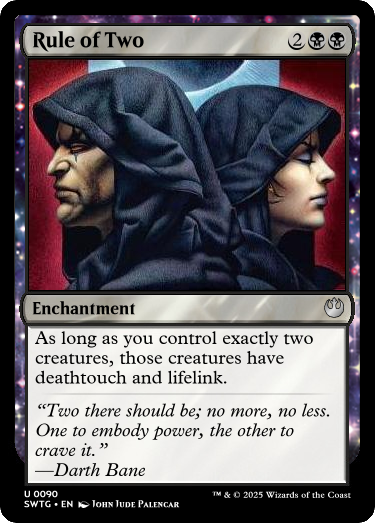 Rule of Two 2
Enchantment
As long as you control exactly two
creatures, those creatures have
deathtouch and lifelink.
“Two there should be; no more, no less.
One to embody power, the other to
crave it.”
—Darth Bane
U 0090
SWTG • EN John Jude Palencar
™ & © 2025 Wizards of the Coast